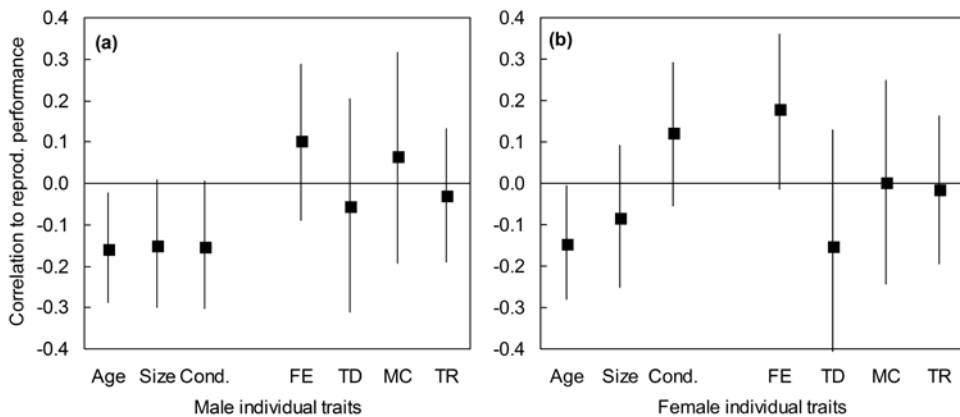 Correlation to reprod. performance
0.4
0.3
0.2
0.1
0.0
-0.1
-0.2
-0.3
-0.4
(a)
Age Size Cond. FE TD MC TR
Male individual traits
0.4
0.3
0.2
0.1
0.0
-0.1
-0.2
-0.3
-0.4
(b)
Age Size Cond. FE TD MC TR
Female individual traits